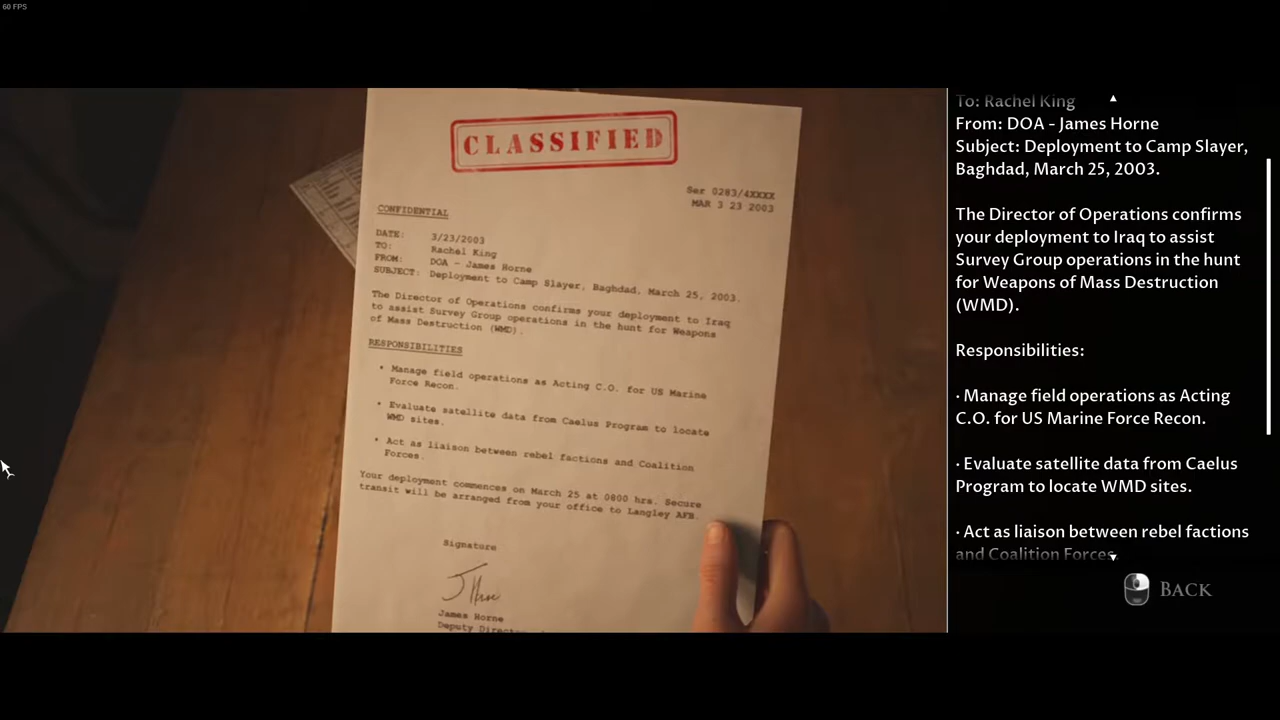 60 FPS
CLASSIFIED
Ser 0283/4XXXX
MAR 3 23 2003
CONFIDENTIAL
DATE: 3/23/2003
TO: Rachel King
FROM: DOA - James Horne
SUBJECT: Deployment to Camp Slayer, Baghdad, March 25, 2003.
The Director of Operations confirms your deployment to Iraq
to assist Survey Group operations in the hunt for Weapons
of Mass Destruction (WMD).
RESPONSIBILITIES
• Manage field operations as Acting C.O. for US Marine
Force Recon.
• Evaluate satellite data from Caelus Program to locate
WMD sites.
• Act as liaison between rebel factions and Coalition
Forces.
Your deployment commences on March 25 at 0800 hrs. Secure
transit will be arranged from your office to Langley AFB.
Signature
James Horne
Deputy Direct
To: Rachel King
From: DOA - James Horne
Subject: Deployment to Camp Slayer,
Baghdad, March 25, 2003.
The Director of Operations confirms
your deployment to Iraq to assist
Survey Group operations in the hunt
for Weapons of Mass Destruction
(WMD).
Responsibilities:
· Manage field operations as Acting
C.O. for US Marine Force Recon.
· Evaluate satellite data from Caelus
Program to locate WMD sites.
· Act as liaison between rebel factions
and Coalition Forces.
BACK